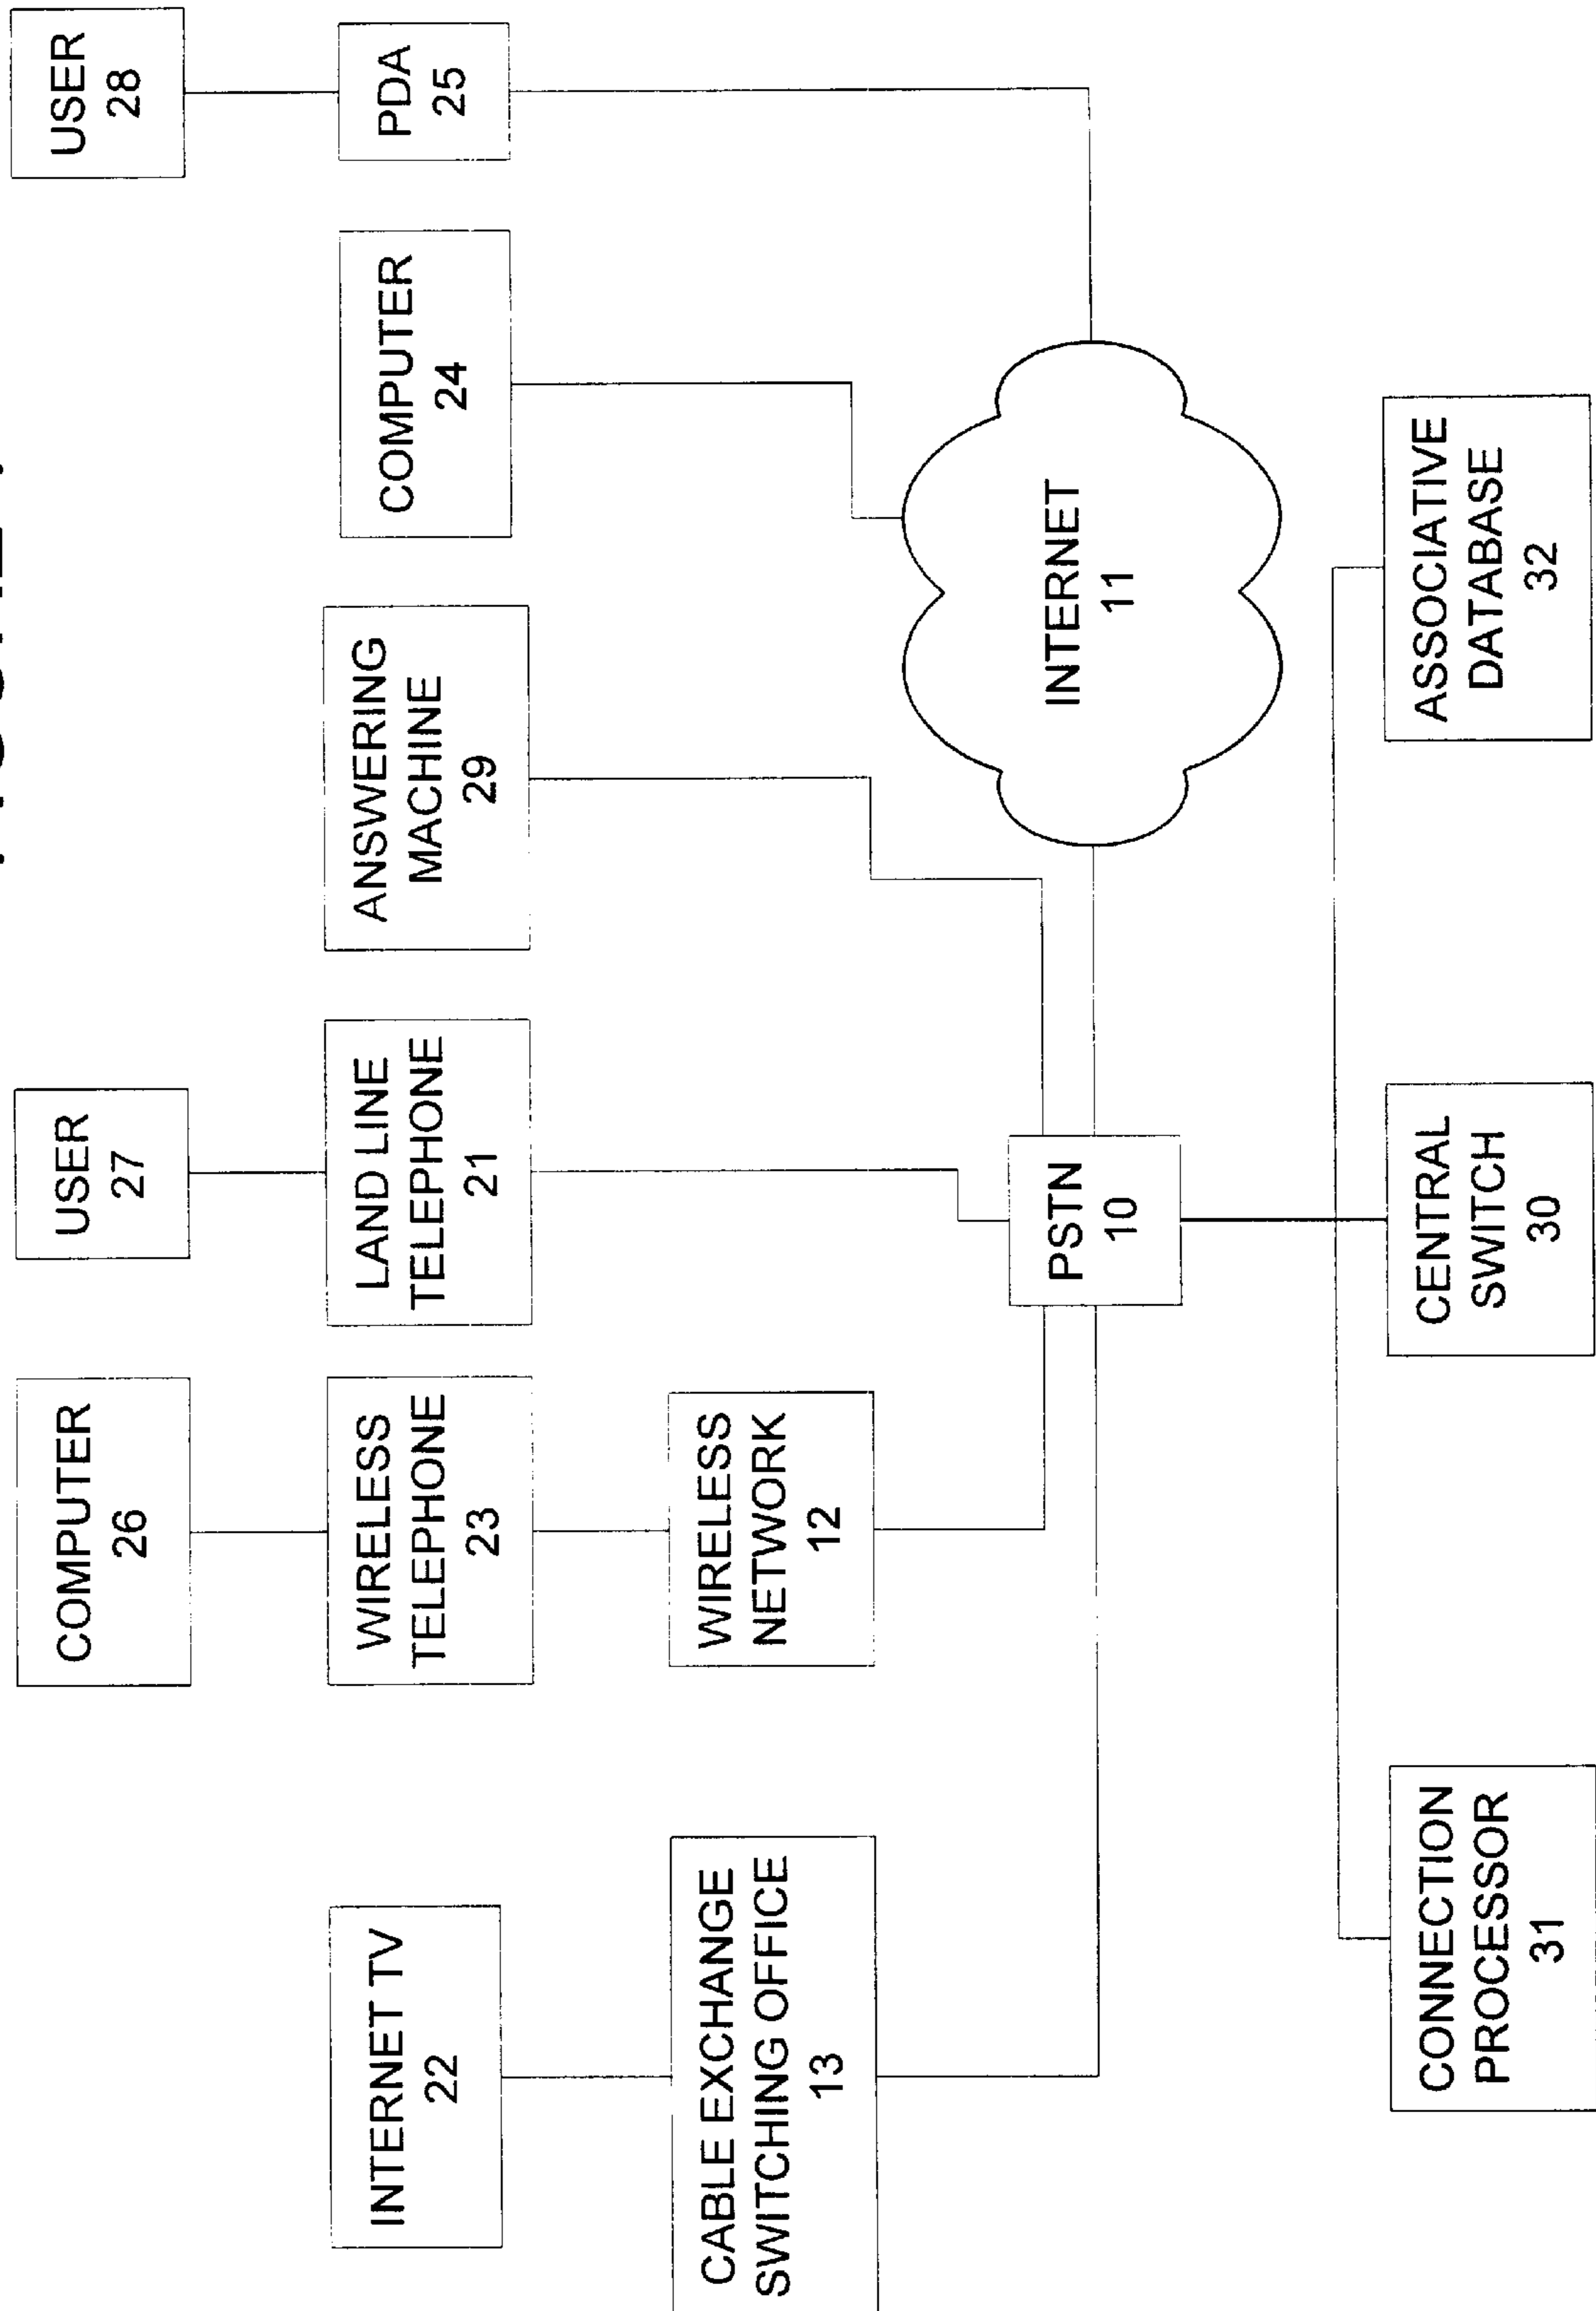 COMPUTER
26
USER
27
USER
28
INTERNET TV
22
WIRELESS
TELEPHONE
23
LAND LINE
TELEPHONE
21
ANSWERING
MACHINE
29
COMPUTER
24
PDA
25
CABLE EXCHANGE
SWITCHING OFFICE
13
WIRELESS
NETWORK
12
PSTN
10
INTERNET
11
CONNECTION
PROCESSOR
31
CENTRAL
SWITCH
30
ASSOCIATIVE
DATABASE
32